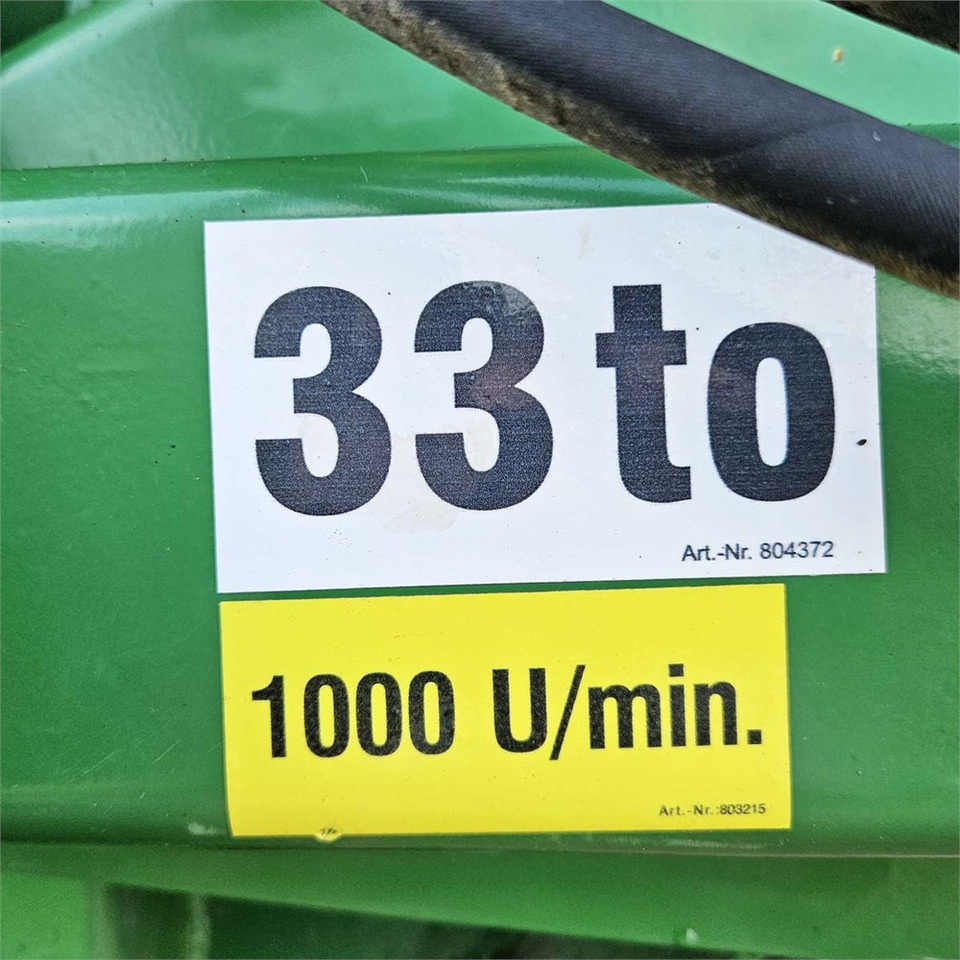 33 to
Art.-Nr. 804372
1000 U/min.
Art.-Nr.:803215